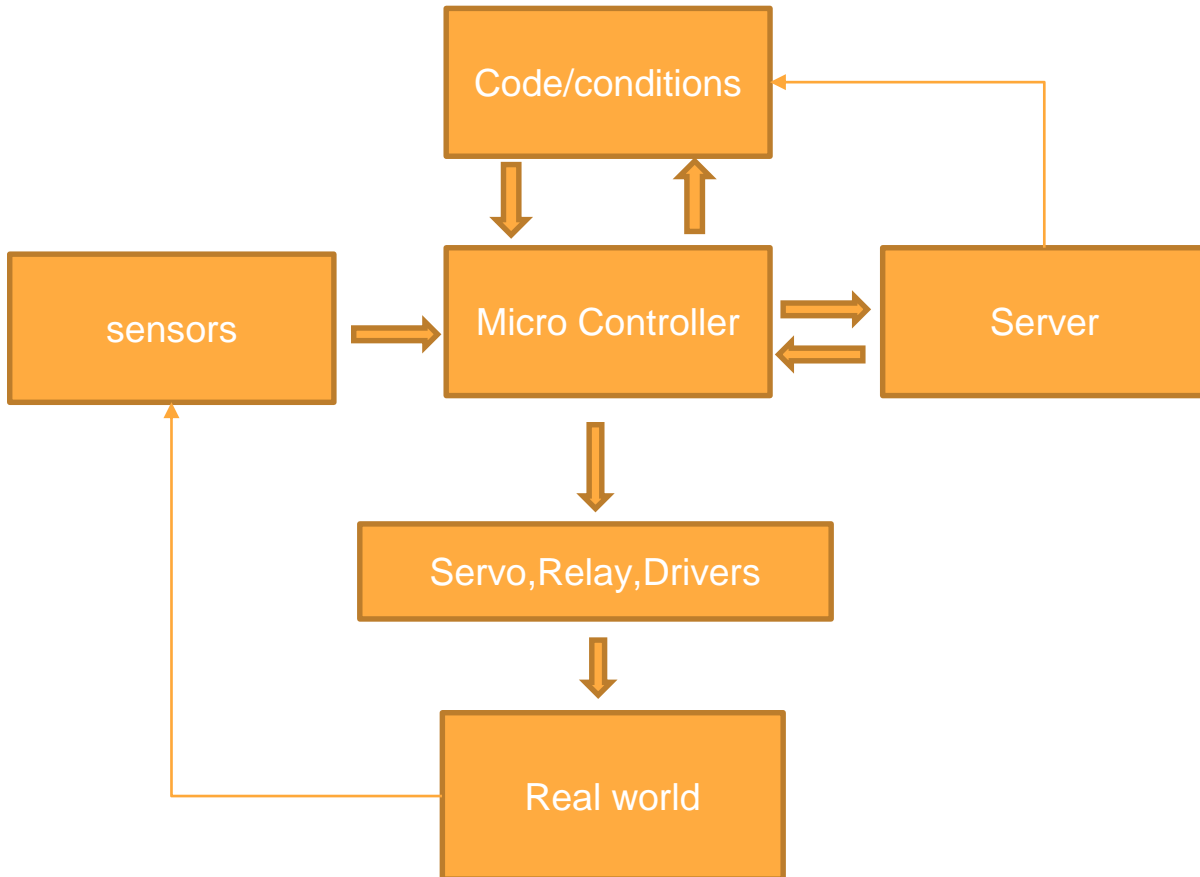 Code/conditions
sensors
Micro Controller
Server
Servo,Relay,Drivers
Real world